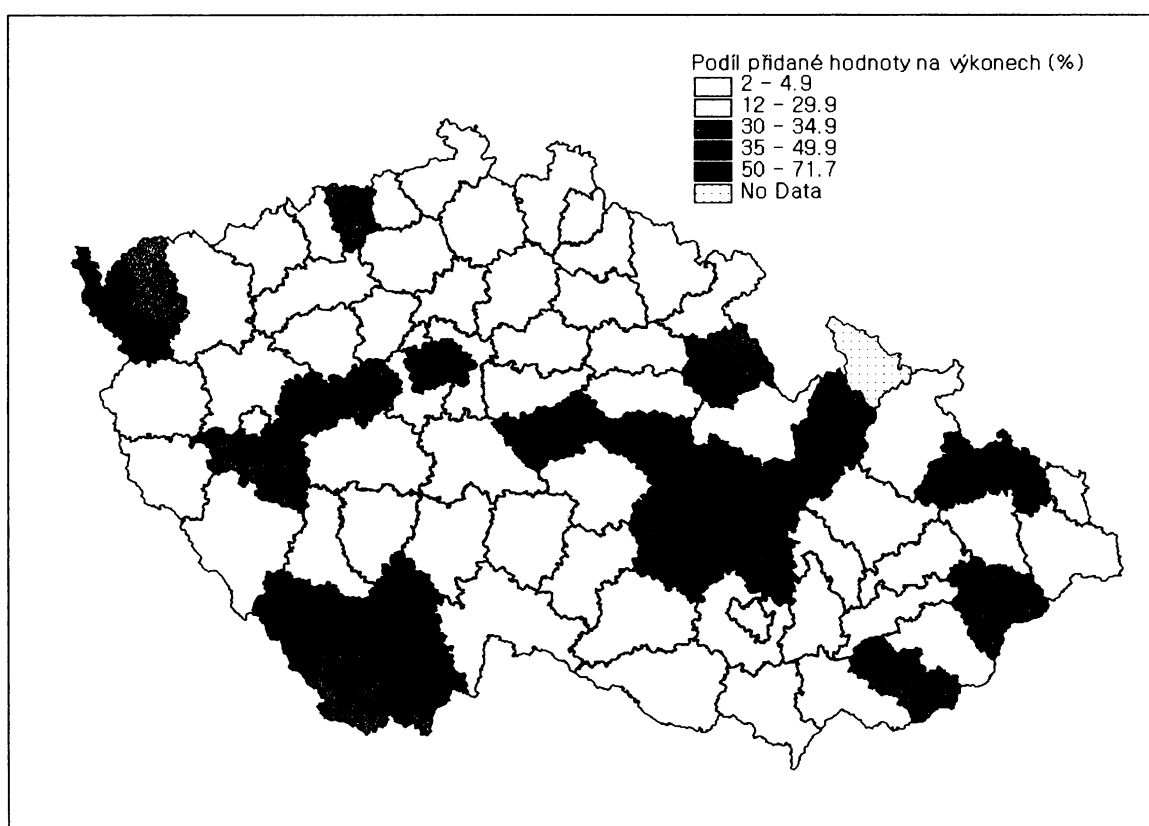 Podíl přidané hodnoty na výkonech (%)
2 - 4.9
12 - 29.9
30 - 34.9
35 - 49.9
50 - 71.7
No Data